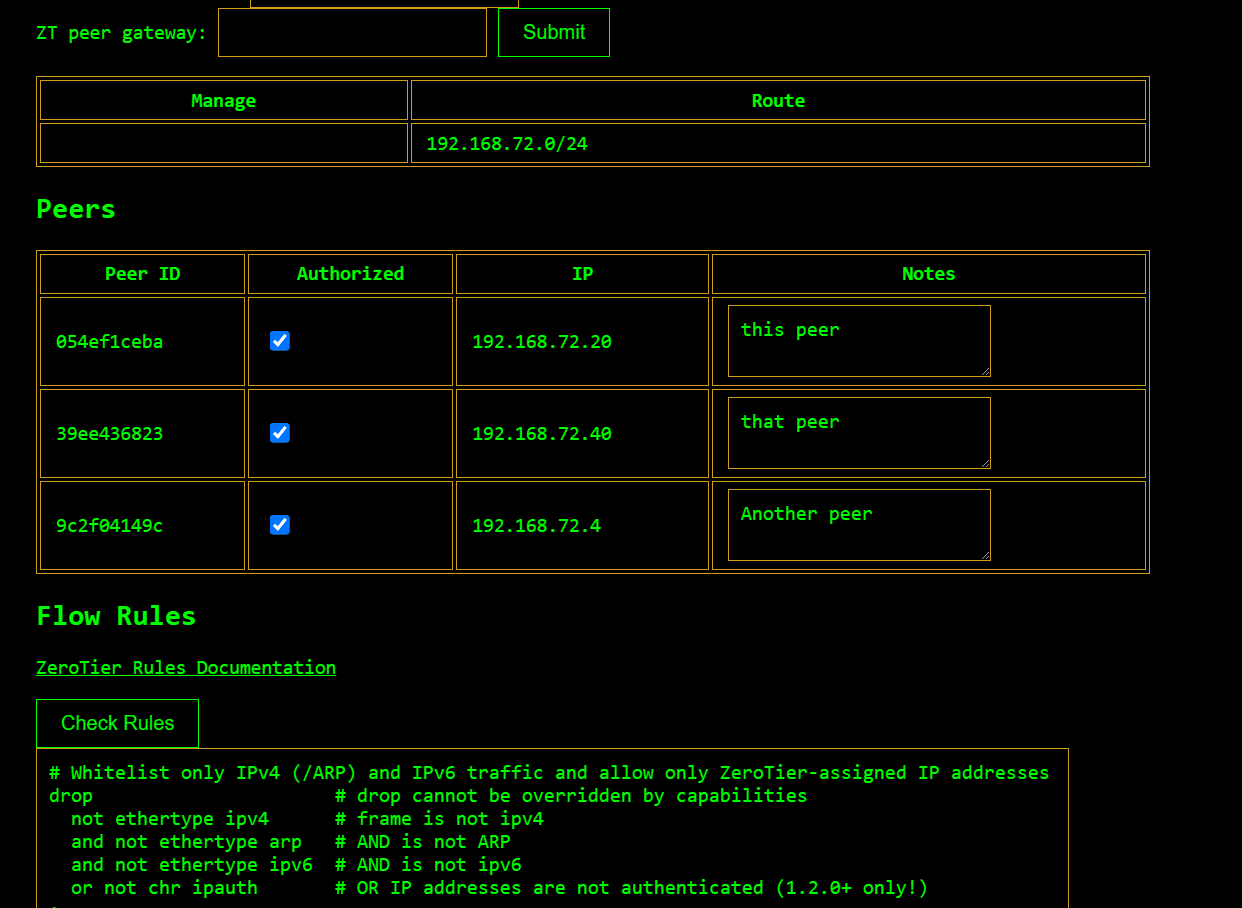 ZT peer gateway: Submit
Manage Route
192.168.72.0/24
Peers
Peer ID Authorized IP Notes
054ef1ceba 192.168.72.20 this peer
39ee436823 192.168.72.40 that peer
9c2f04149c 192.168.72.4 Another peer
Flow Rules
ZeroTier Rules Documentation
Check Rules
# Whitelist only IPv4 (/ARP) and IPv6 traffic and allow only ZeroTier-assigned IP addresses
drop                      # drop cannot be overridden by capabilities
  not ethertype ipv4      # frame is not ipv4
  and not ethertype arp   # AND is not ARP
  and not ethertype ipv6  # AND is not ipv6
  or not chr ipauth       # OR IP addresses are not authenticated (1.2.0+ only!)